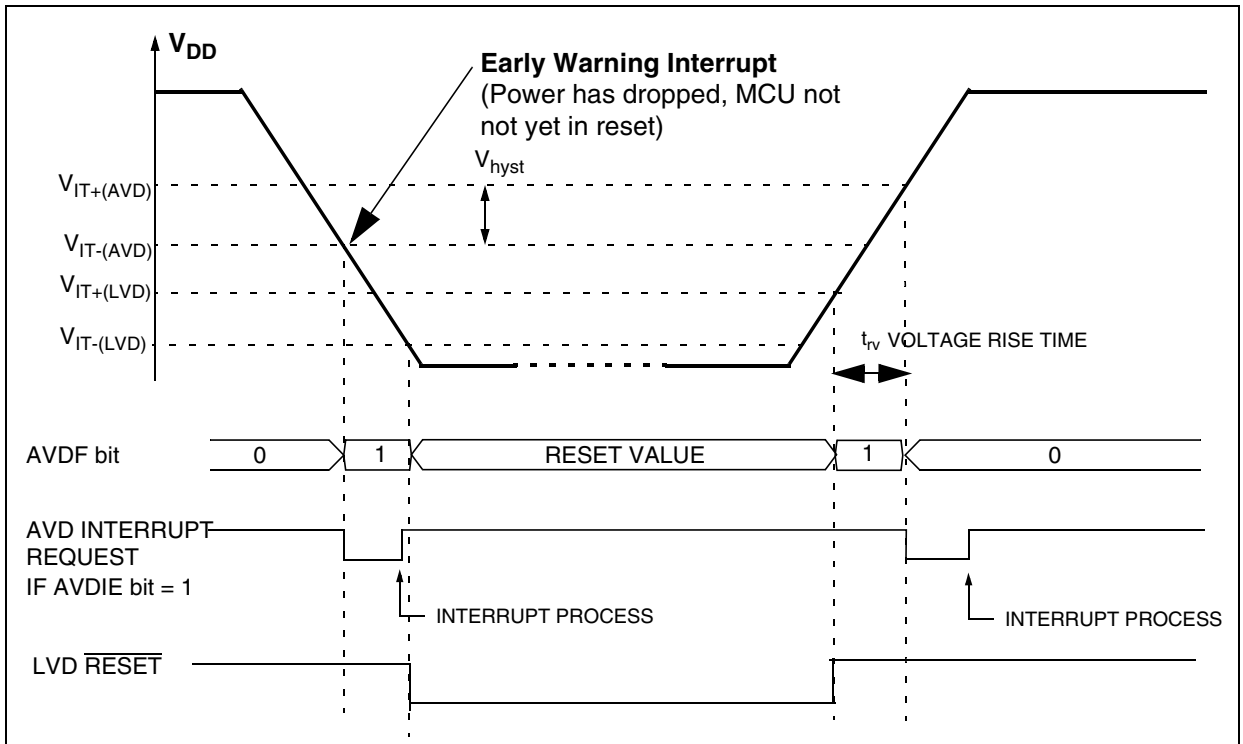 VDD
Early Warning Interrupt
(Power has dropped, MCU not
not yet in reset)
Vhyst
VIT+(AVD)
VIT-(AVD)
VIT+(LVD)
VIT-(LVD)
trv VOLTAGE RISE TIME
AVDF bit
0
1
RESET VALUE
1
0
AVD INTERRUPT
REQUEST
IF AVDIE bit = 1
INTERRUPT PROCESS
INTERRUPT PROCESS
LVD RESET